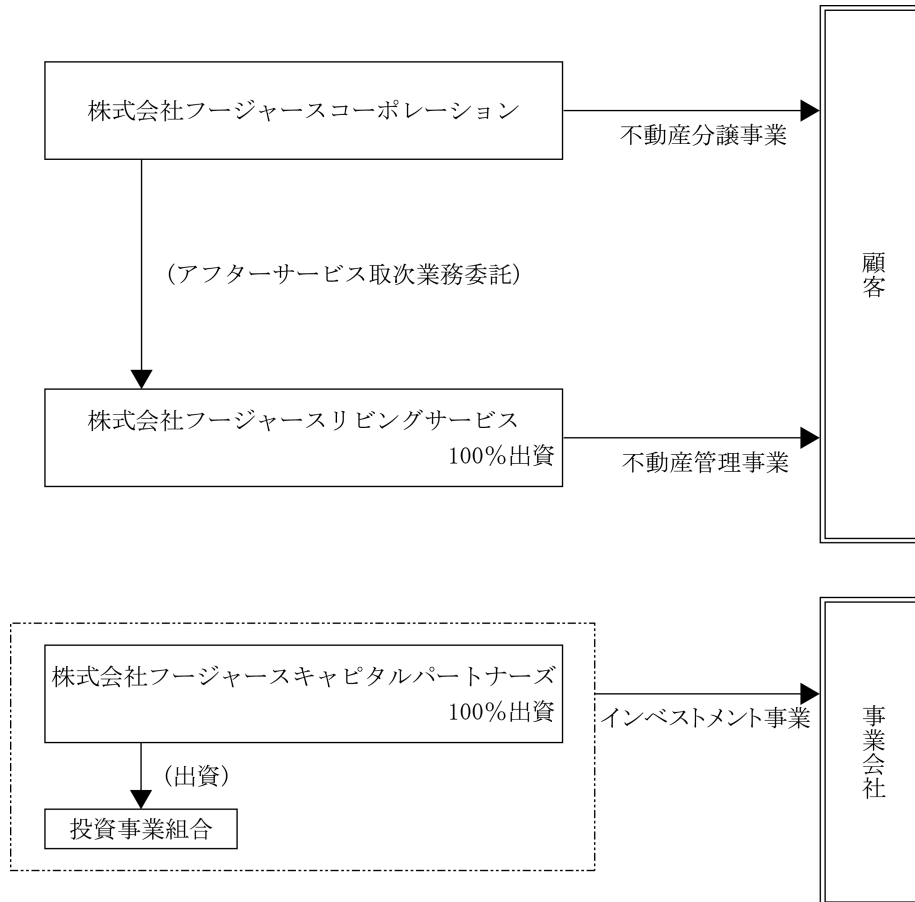 株式会社フージャースコーポレーション
不動産分譲事業
顧客
(アフターサービス取次業務委託)
株式会社フージャースリビングサービス
100%出資
不動産管理事業
株式会社フージャースキャピタルパートナーズ
100%出資
インベストメント事業
事業会社
(出資)
投資事業組合